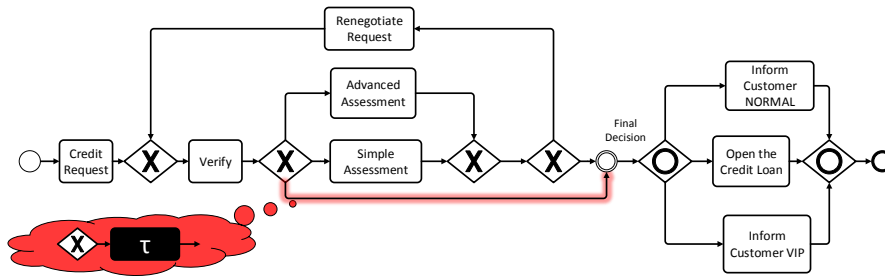 Renegotiate
Request
Advanced
Assessment
Inform
Customer
NORMAL
Final
Decision
Credit
Request
X
Verify
X
Simple
Assessment
X
X
Open the
Credit Loan
X
τ
Inform
Customer VIP